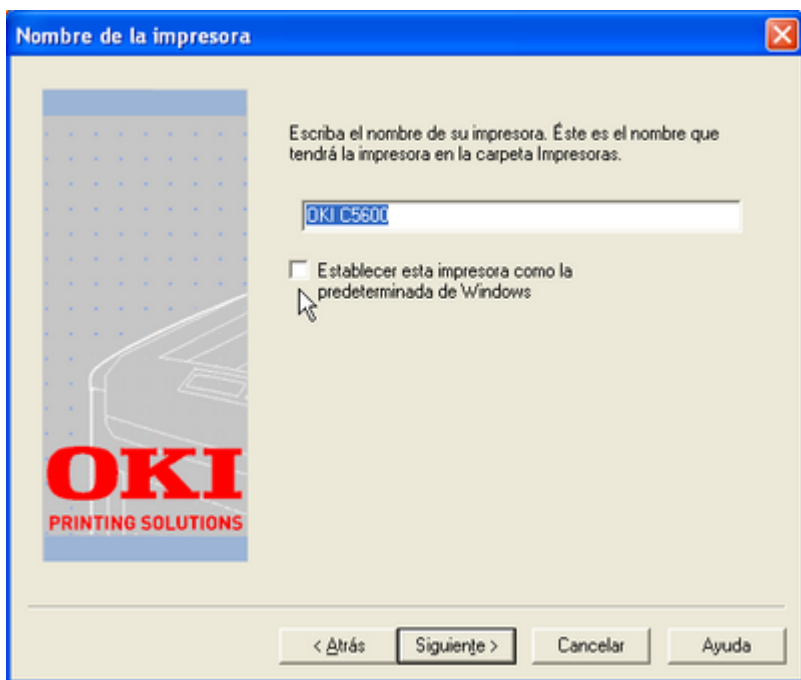 Nombre de la impresora
Escriba el nombre de su impresora. Éste es el nombre que
tendrá la impresora en la carpeta Impresoras.
OKI C5600
Establecer esta impresora como la
predeterminada de Windows
OKI
PRINTING SOLUTIONS
< Atrás
Siguiente >
Cancelar
Ayuda